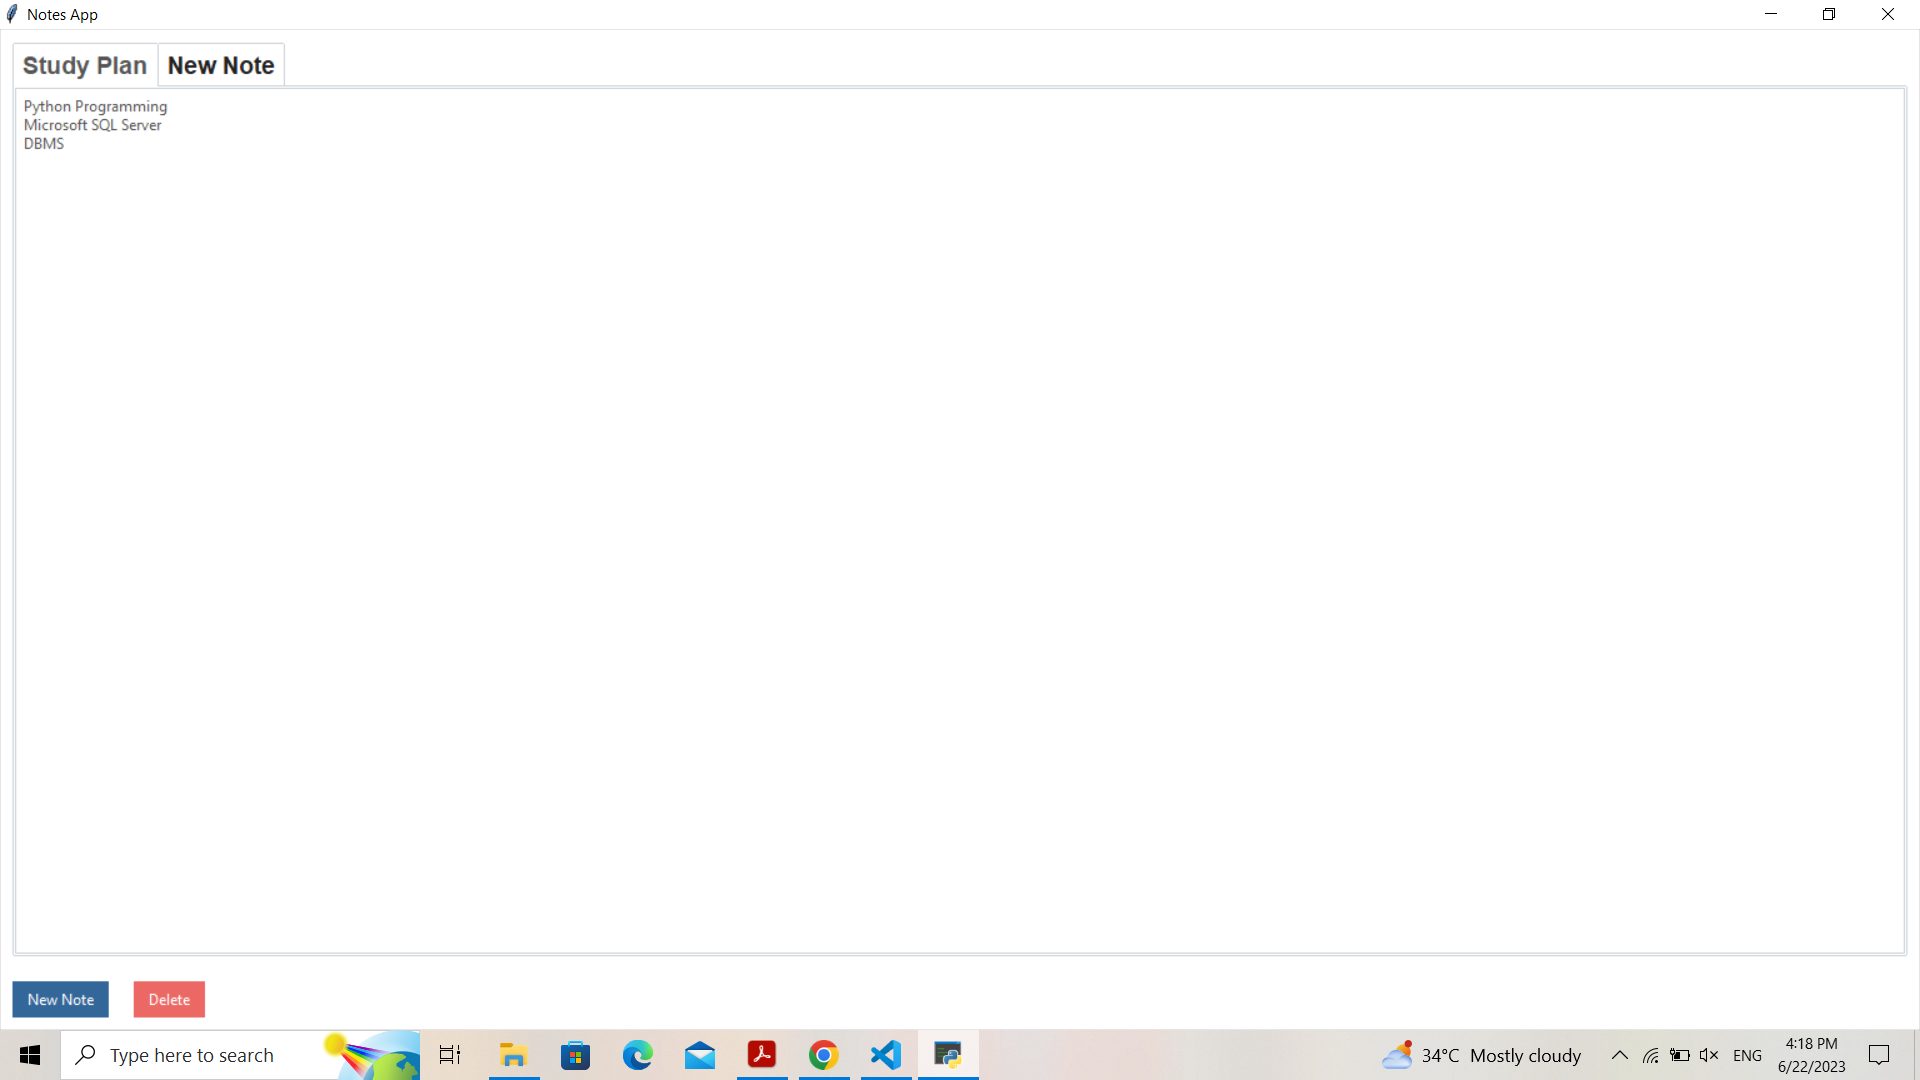 Notes App
Study Plan
New Note
Python Programming
Microsoft SQL Server
DBMS
New Note
Delete
Type here to search
34°C Mostly cloudy
ENG
4:18 PM
6/22/2023